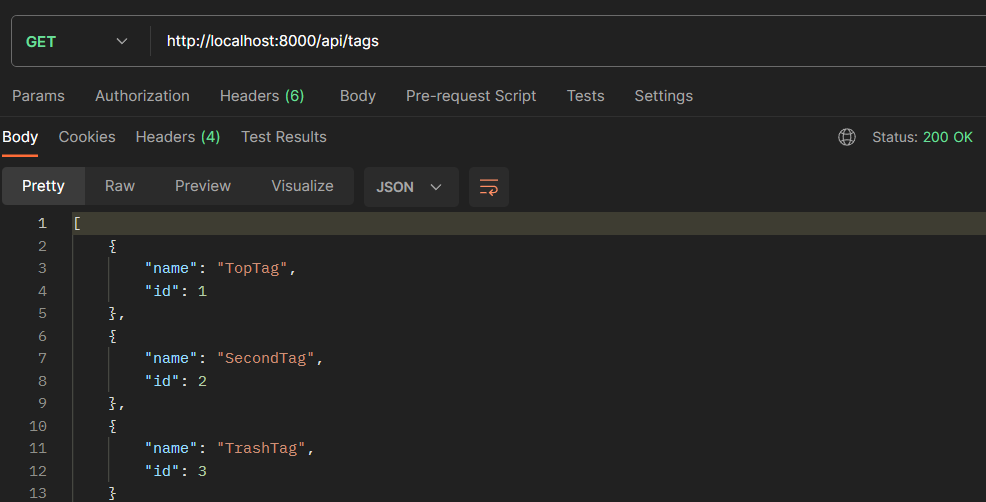 GET http://localhost:8000/api/tags
Params Authorization Headers (6) Body Pre-request Script Tests Settings
Body Cookies Headers (4) Test Results Status: 200 OK
Pretty Raw Preview Visualize JSON
1 [
2 {
3 "name": "TopTag",
4 "id": 1
5 },
6 {
7 "name": "SecondTag",
8 "id": 2
9 },
10 {
11 "name": "TrashTag",
12 "id": 3
13 }